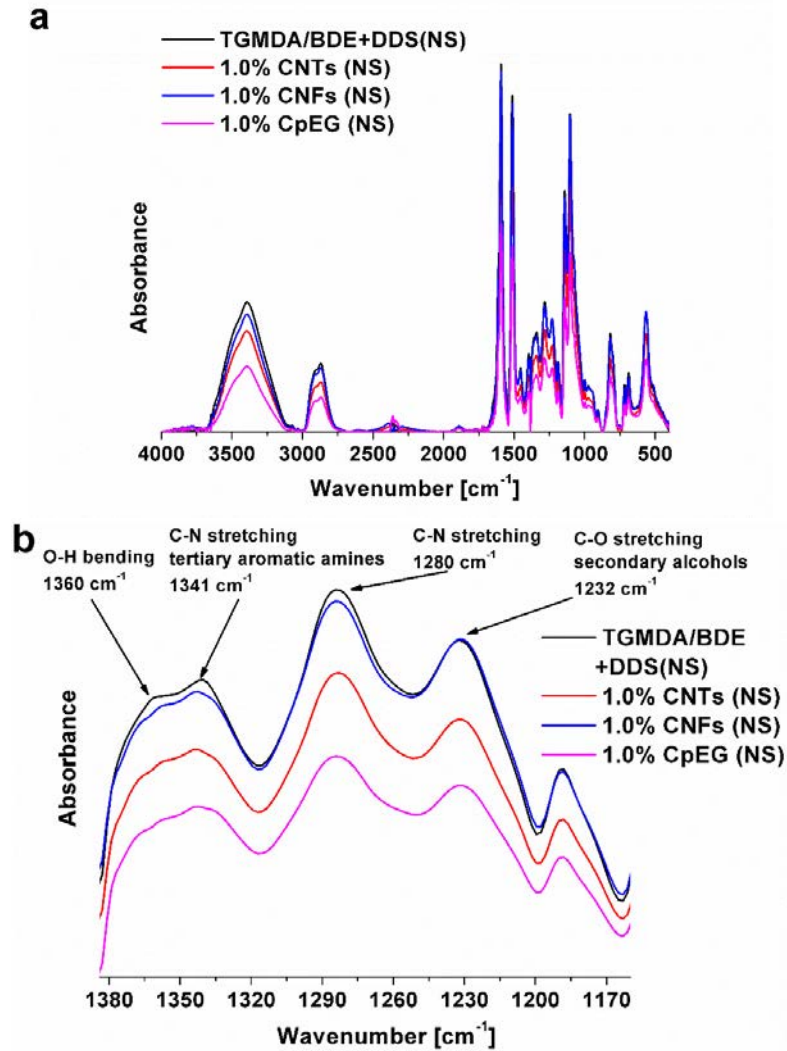 a
TGMDA/BDE+DDS(NS)
1.0% CNTs (NS)
1.0% CNFs (NS)
1.0% CpEG (NS)
Absorbance
4000 3500 3000 2500 2000 1500 1000 500
Wavenumber [cm⁻¹]
b
O-H bending
1360 cm⁻¹
C-N stretching
tertiary aromatic amines
1341 cm⁻¹
C-N stretching
1280 cm⁻¹
C-O stretching
secondary alcohols
1232 cm⁻¹
TGMDA/BDE
+DDS(NS)
1.0% CNTs (NS)
1.0% CNFs (NS)
1.0% CpEG (NS)
Absorbance
1380 1350 1320 1290 1260 1230 1200 1170
Wavenumber [cm⁻¹]